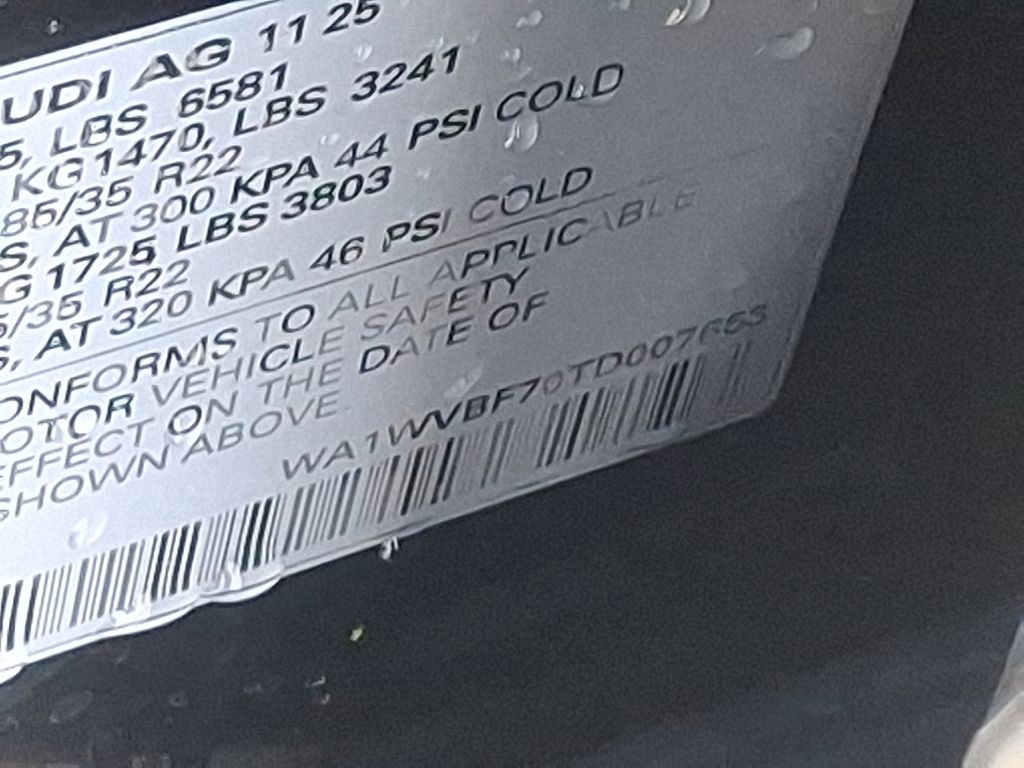 UDI AG 11 25
5, LBS 6581
KG1470, LBS 3241
85/35 R22
S, AT 300 KPA 44 PSI COLD
G 1725 LBS 3803
5/35 R22
S, AT 320 KPA 46 PSI COLD
ONFORMS TO ALL APPLICABLE
OTOR VEHICLE SAFETY
EFFECT ON THE DATE OF
SHOWN ABOVE
WA1WVBF70TD007663